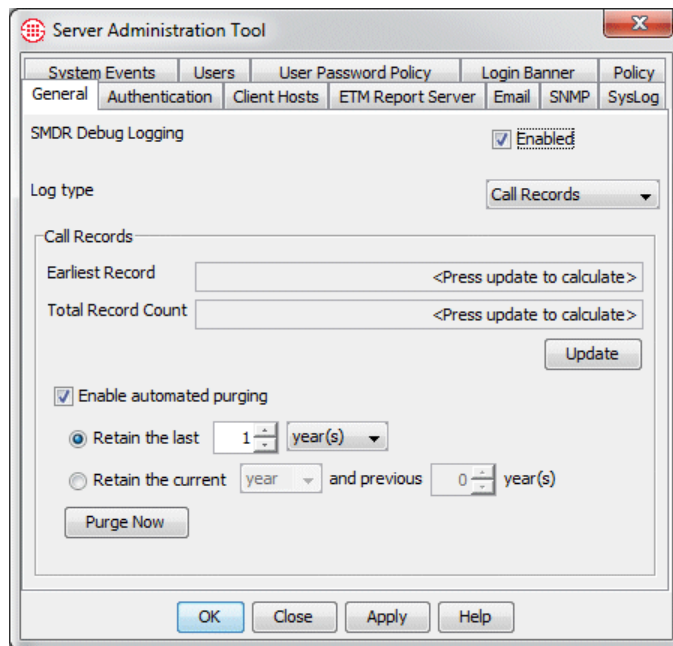 Server Administration Tool
System Events Users User Password Policy Login Banner Policy
General Authentication Client Hosts ETM Report Server Email SNMP SysLog
SMDR Debug Logging Enabled
Log type Call Records
Call Records
Earliest Record <Press update to calculate>
Total Record Count <Press update to calculate>
Update
Enable automated purging
Retain the last 1 year(s)
Retain the current year and previous 0 year(s)
Purge Now
OK Close Apply Help